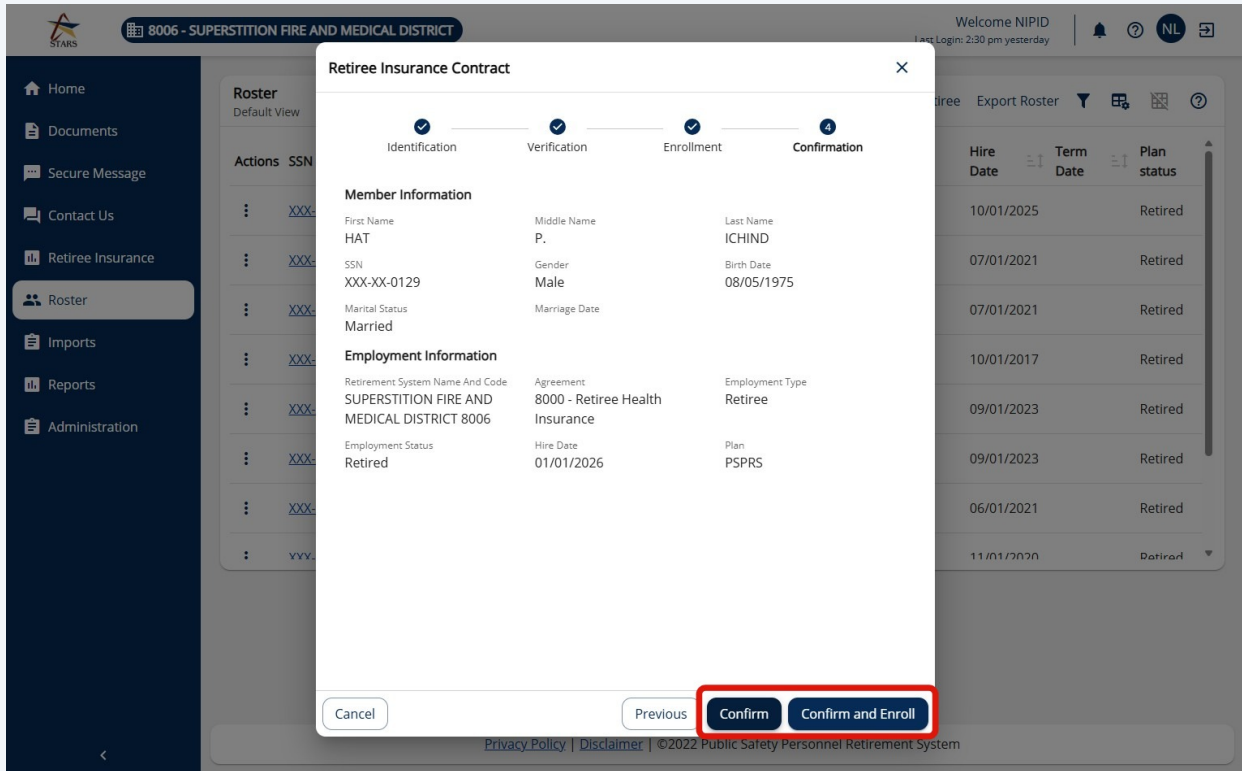 STARS
8006 - SUPERSTITION FIRE AND MEDICAL DISTRICT
Welcome NIPID
Last Login: 2:30 pm yesterday
NL
Home
Documents
Secure Message
Contact Us
Retiree Insurance
Roster
Imports
Reports
Administration
Roster
Default View
Export Roster
Actions SSN
Hire Date
Term Date
Plan status
XXX-
10/01/2025
Retired
XXX-
07/01/2021
Retired
XXX-
07/01/2021
Retired
XXX-
10/01/2017
Retired
XXX-
09/01/2023
Retired
XXX-
09/01/2023
Retired
XXX-
06/01/2021
Retired
XXX-
11/01/2020
Retired
Retiree Insurance Contract
Identification
Verification
Enrollment
4
Confirmation
Member Information
First Name
HAT
Middle Name
P.
Last Name
ICHIND
SSN
XXX-XX-0129
Gender
Male
Birth Date
08/05/1975
Marital Status
Married
Marriage Date
Employment Information
Retirement System Name And Code
SUPERSTITION FIRE AND
MEDICAL DISTRICT 8006
Agreement
8000 - Retiree Health
Insurance
Employment Type
Retiree
Employment Status
Retired
Hire Date
01/01/2026
Plan
PSPRS
Cancel
Previous
Confirm
Confirm and Enroll
Privacy Policy | Disclaimer | ©2022 Public Safety Personnel Retirement System